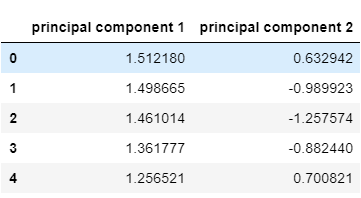 principal component 1 principal component 2
0 1.512180 0.632942
1 1.498665 -0.989923
2 1.461014 -1.257574
3 1.361777 -0.882440
4 1.256521 0.700821